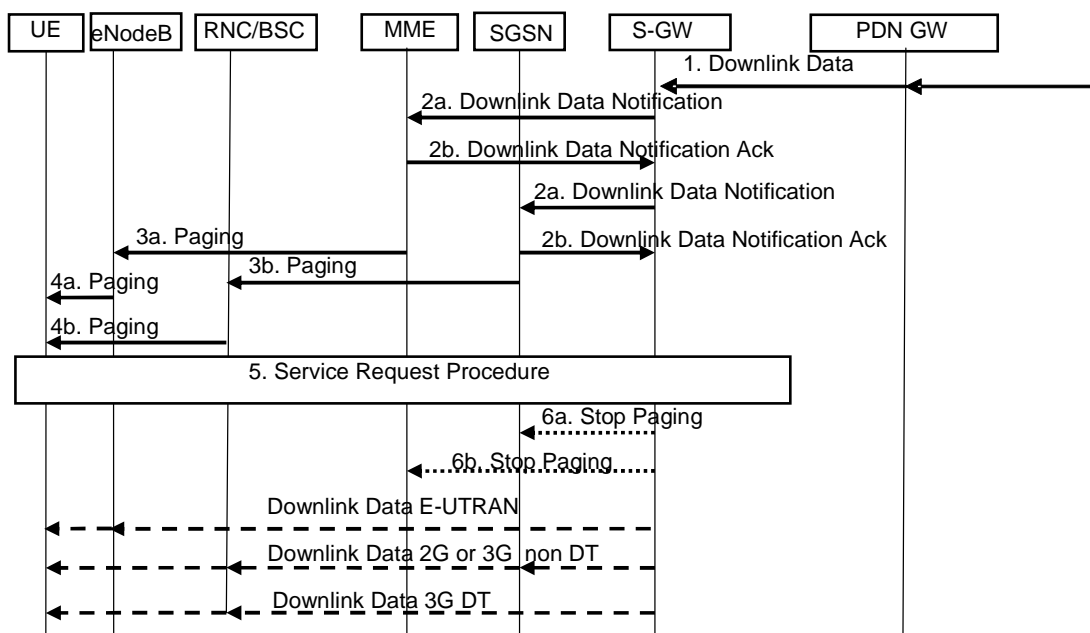 UE
eNodeB
RNC/BSC
MME
SGSN
S-GW
PDN GW
1. Downlink Data
2a. Downlink Data Notification
2b. Downlink Data Notification Ack
2a. Downlink Data Notification
3a. Paging
2b. Downlink Data Notification Ack
3b. Paging
4a. Paging
4b. Paging
5. Service Request Procedure
6a. Stop Paging
6b. Stop Paging
Downlink Data E-UTRAN
Downlink Data 2G or 3G non DT
Downlink Data 3G DT